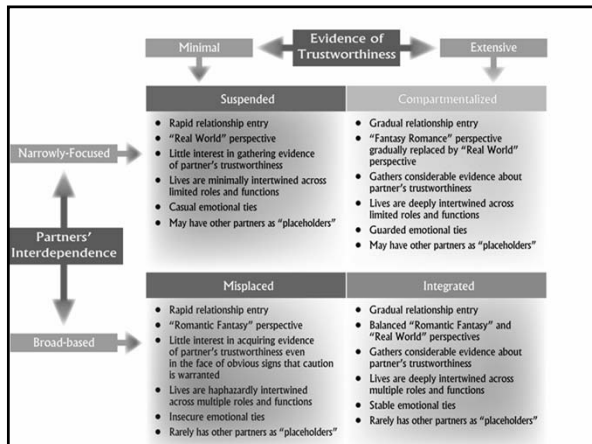 Evidence of
Trustworthiness
Minimal
Extensive
Partners'
Interdependence
Narrowly-Focused
Broad-based
Suspended
• Rapid relationship entry
• "Real World" perspective
• Little interest in gathering evidence
of partner's trustworthiness
• Lives are minimally intertwined across
limited roles and functions
• Casual emotional ties
• May have other partners as "placeholders"
Compartmentalized
• Gradual relationship entry
• "Fantasy Romance" perspective
gradually replaced by "Real World"
perspective
• Gathers considerable evidence about
partner's trustworthiness
• Lives are deeply intertwined across
limited roles and functions
• Guarded emotional ties
• May have other partners as "placeholders"
Misplaced
• Rapid relationship entry
• "Romantic Fantasy" perspective
• Little interest in acquiring evidence
of partner's trustworthiness even
in the face of obvious signs that caution
is warranted
• Lives are haphazardly intertwined
across multiple roles and functions
• Insecure emotional ties
• Rarely has other partners as "placeholders"
Integrated
• Gradual relationship entry
• Balanced "Romantic Fantasy" and
"Real World" perspectives
• Gathers considerable evidence about
partner's trustworthiness
• Lives are deeply intertwined across
multiple roles and functions
• Stable emotional ties
• Rarely has other partners as "placeholders"